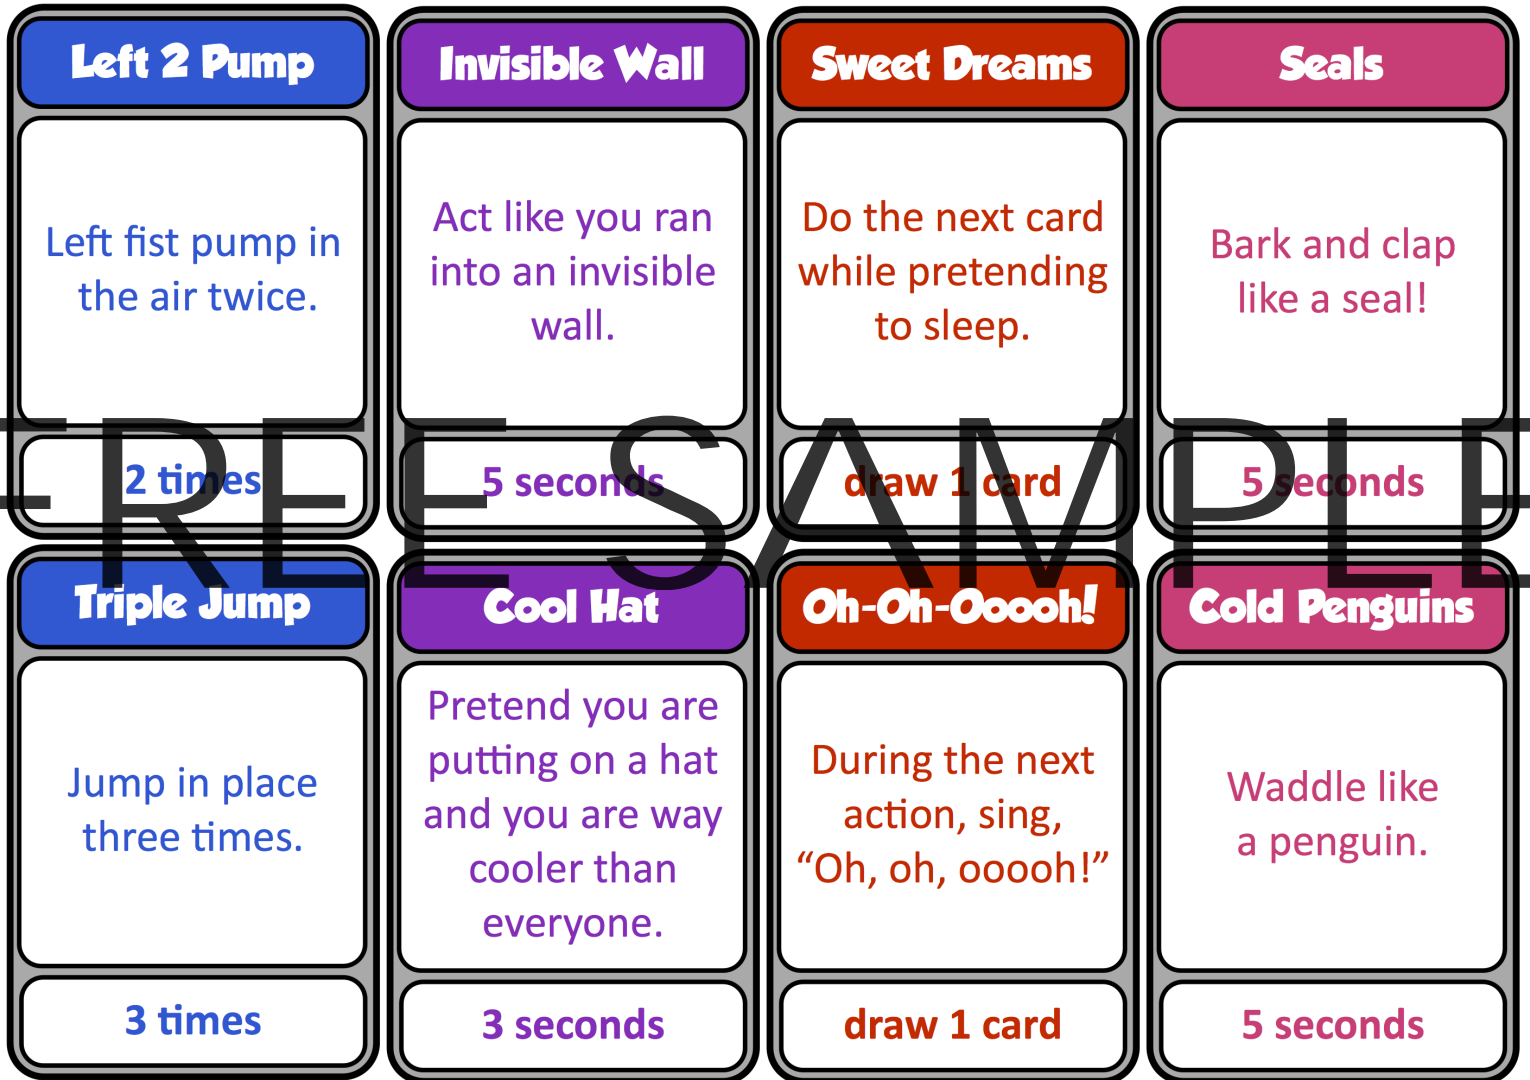 Left 2 Pump
Left fist pump in
the air twice.
2 times
Invisible Wall
Act like you ran
into an invisible
wall.
5 seconds
Sweet Dreams
Do the next card
while pretending
to sleep.
draw 1 card
Seals
Bark and clap
like a seal!
5 seconds
FREE SAMPLE
Triple Jump
Jump in place
three times.
3 times
Cool Hat
Pretend you are
putting on a hat
and you are way
cooler than
everyone.
3 seconds
Oh-Oh-Ooooh!
During the next
action, sing,
“Oh, oh, ooooh!”
draw 1 card
Cold Penguins
Waddle like
a penguin.
5 seconds